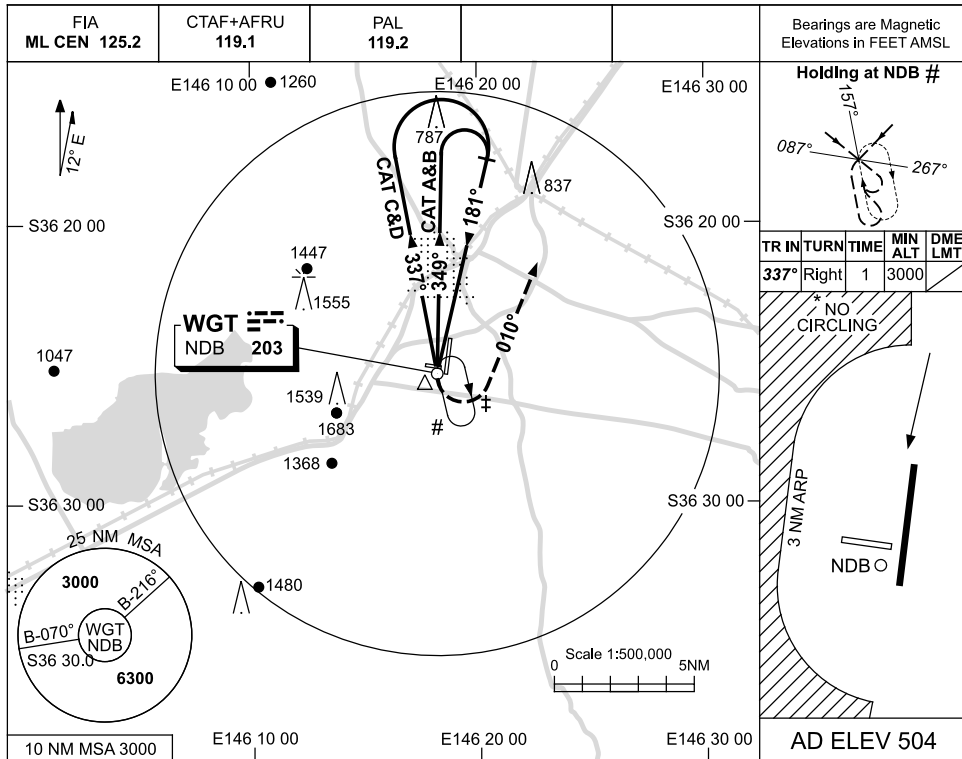 FIA
ML CEN 125.2
CTAF+AFRU
119.1
PAL
119.2
Bearings are Magnetic
Elevations in FEET AMSL
E146 10 00
1260
E146 20 00
E146 30 00
12° E
787
CAT C&D
CAT A&B
181°
337°
349°
010°
837
S36 20 00
S36 20 00
1447
1555
WGT
NDB 203
1047
1539
1683
1368
#
‡
S36 30 00
S36 30 00
25 NM MSA
3000
B-216°
B-070°
WGT
NDB
S36 30.0
6300
1480
Scale 1:500,000
0
5NM
10 NM MSA 3000
E146 10 00
E146 20 00
E146 30 00
Holding at NDB #
157°
087°
267°
TR IN TURN TIME MIN ALT DME LMT
337° Right 1 3000
* NO
CIRCLING
3 NM ARP
NDB
AD ELEV 504